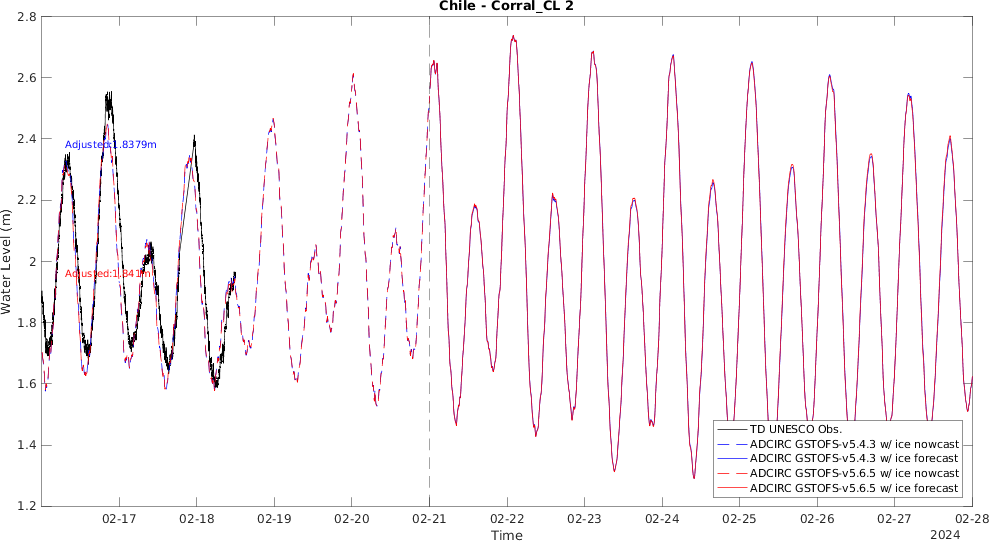 Chile - Corral_CL 2
2.8
2.6
2.4
2.2
2
1.8
1.6
1.4
1.2
Water Level (m)
Adjusted:1.8379m
Adjusted:1.841m
TD UNESCO Obs.
ADCIRC GSTOFS-v5.4.3 w/ ice nowcast
ADCIRC GSTOFS-v5.4.3 w/ ice forecast
ADCIRC GSTOFS-v5.6.5 w/ ice nowcast
ADCIRC GSTOFS-v5.6.5 w/ ice forecast
02-17 02-18 02-19 02-20 02-21 02-22 02-23 02-24 02-25 02-26 02-27 02-28
Time
2024